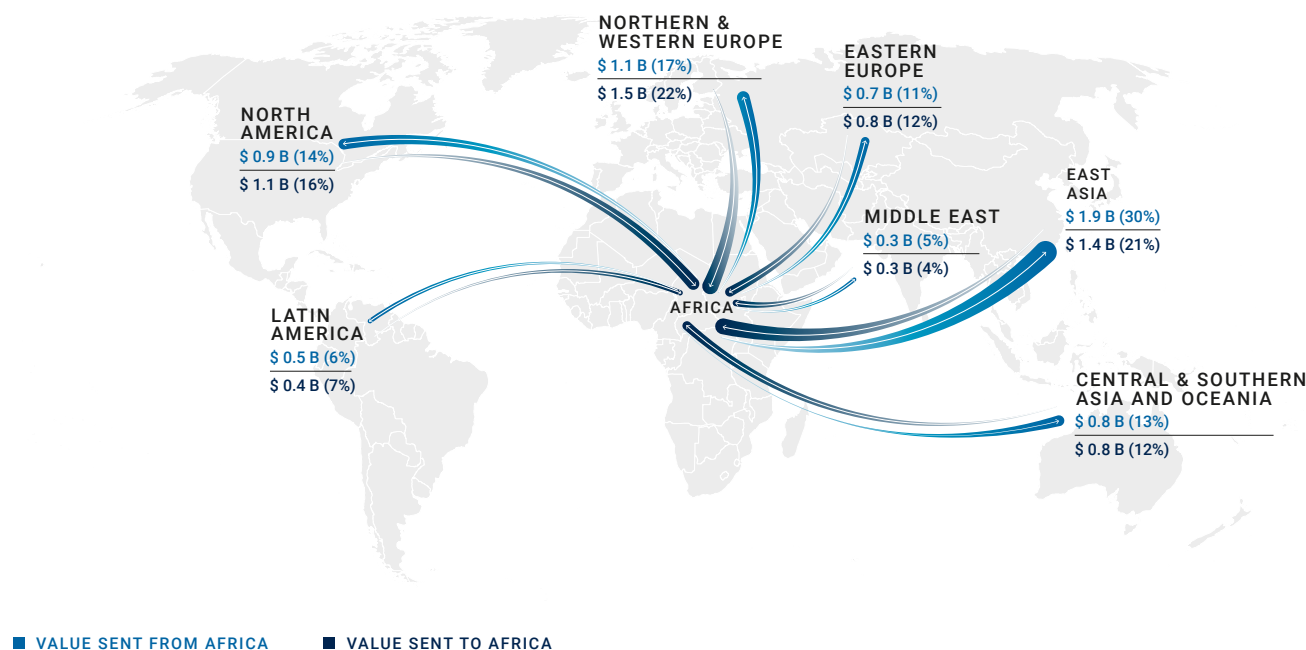 NORTHERN &
WESTERN EUROPE
$ 1.1 B (17%)
$ 1.5 B (22%)
EASTERN
EUROPE
$ 0.7 B (11%)
$ 0.8 B (12%)
NORTH
AMERICA
$ 0.9 B (14%)
$ 1.1 B (16%)
EAST
ASIA
$ 1.9 B (30%)
$ 1.4 B (21%)
MIDDLE EAST
$ 0.3 B (5%)
$ 0.3 B (4%)
AFRICA
LATIN
AMERICA
$ 0.5 B (6%)
$ 0.4 B (7%)
CENTRAL & SOUTHERN
ASIA AND OCEANIA
$ 0.8 B (13%)
$ 0.8 B (12%)
VALUE SENT FROM AFRICA
VALUE SENT TO AFRICA